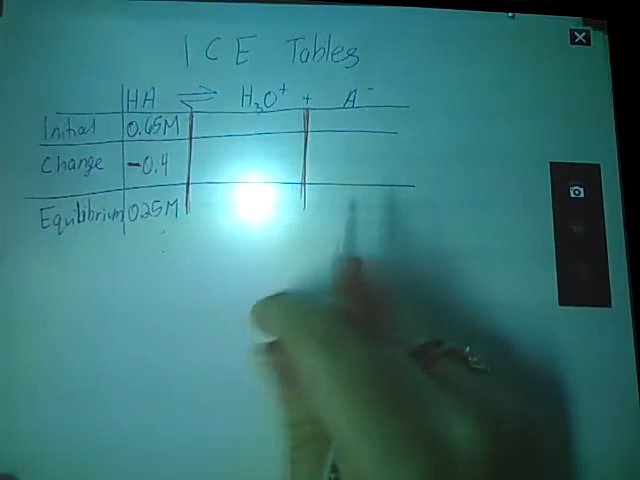 ICE Tables
HA ⇌ H₃O⁺ + A⁻
Initial 0.65M
Change -0.4
Equilibrium 0.25M